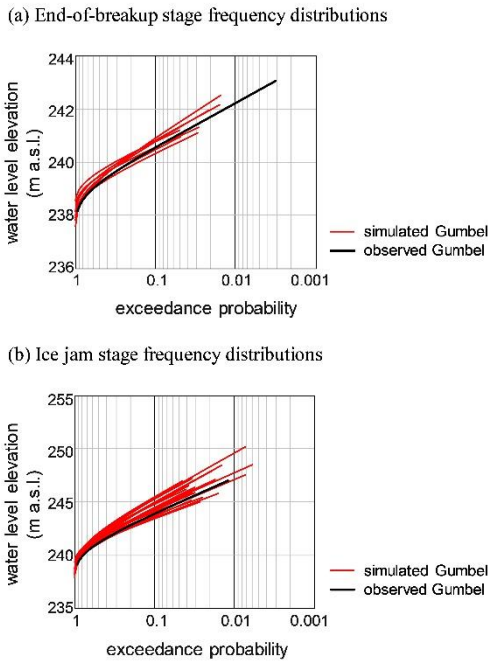 (a) End-of-breakup stage frequency distributions
244
242
240
238
236
water level elevation
(m a.s.l.)
1
0.1
0.01
0.001
exceedance probability
simulated Gumbel
observed Gumbel
(b) Ice jam stage frequency distributions
255
250
245
240
235
water level elevation
(m a.s.l.)
1
0.1
0.01
0.001
exceedance probability
simulated Gumbel
observed Gumbel